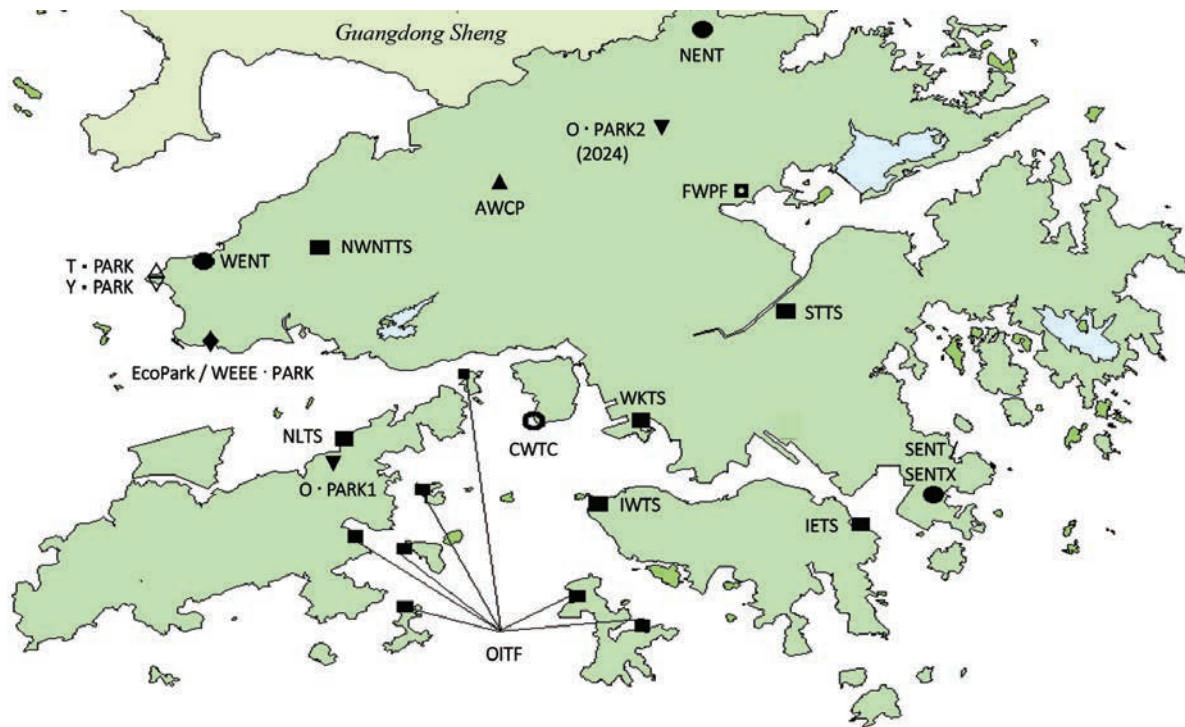 Guangdong Sheng
NENT
O · PARK2
(2024)
FWPF
AWCP
NWNTTS
WENT
T · PARK
Y · PARK
STTS
EcoPark / WEEE · PARK
WKTS
NLTS
CWTC
SENT /
SENTX
O · PARK1
IWTS
IETS
OITF